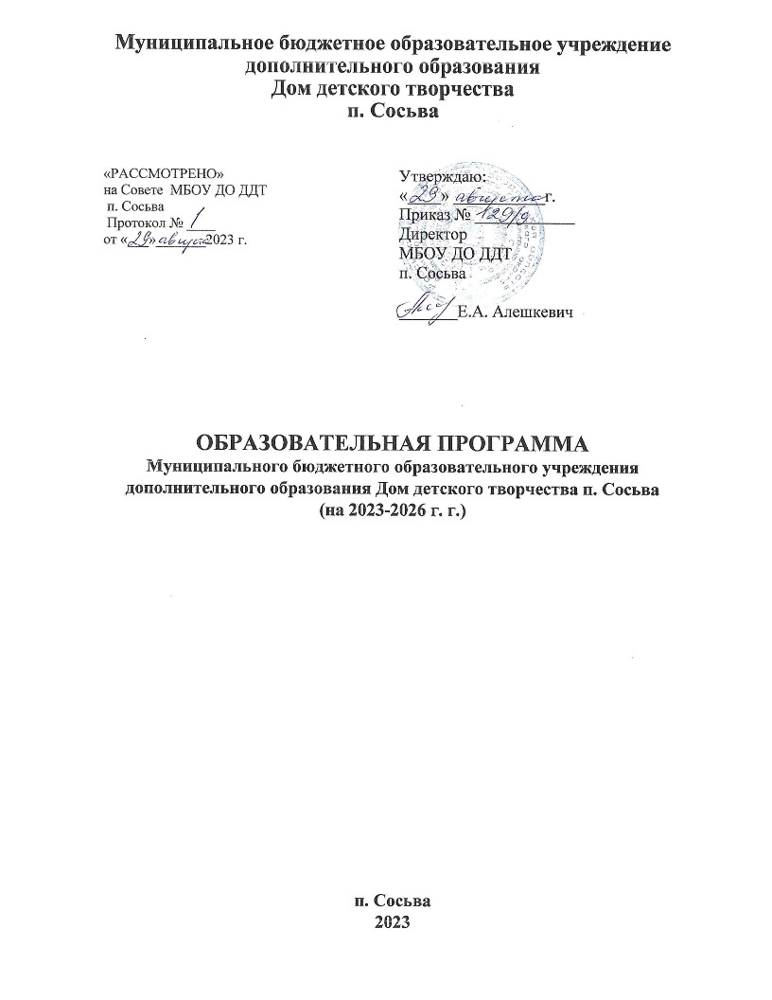 Муниципальное бюджетное образовательное учреждение
дополнительного образования
Дом детского творчества
п. Сосьва
«РАССМОТРЕНО»
на Совете МБОУ ДО ДДТ
п. Сосьва
Протокол № 1
от «29» августа 2023 г.
Утверждаю:
«29» августа г.
Приказ № 129/д
Директор
МБОУ ДО ДДТ
п. Сосьва
Е.А. Алешкевич
ОБРАЗОВАТЕЛЬНАЯ ПРОГРАММА
Муниципального бюджетного образовательного учреждения
дополнительного образования Дом детского творчества п. Сосьва
(на 2023-2026 г. г.)
п. Сосьва
2023